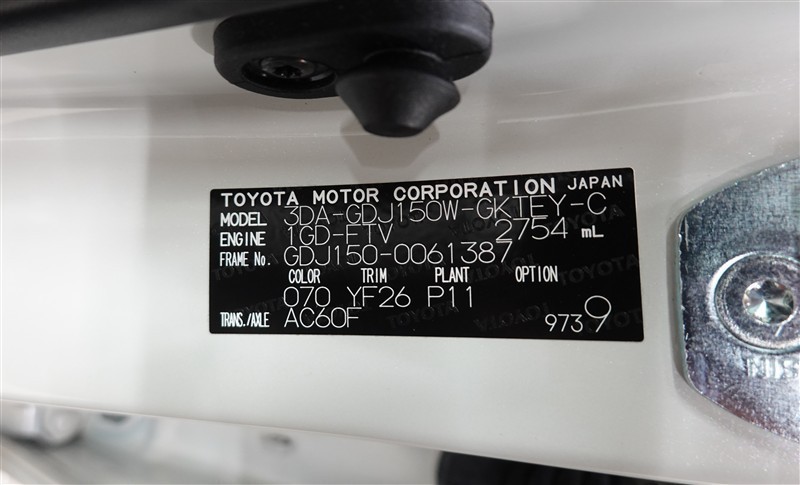 TOYOTA MOTOR CORPORATION JAPAN
MODEL 3DA-GDJ150W-GKTEY-C
ENGINE 1GD-FTV 2754 mL
FRAME No. GDJ150-0061387
COLOR TRIM PLANT OPTION
070 YF26 P11
TRANS./AXLE AC60F 9739